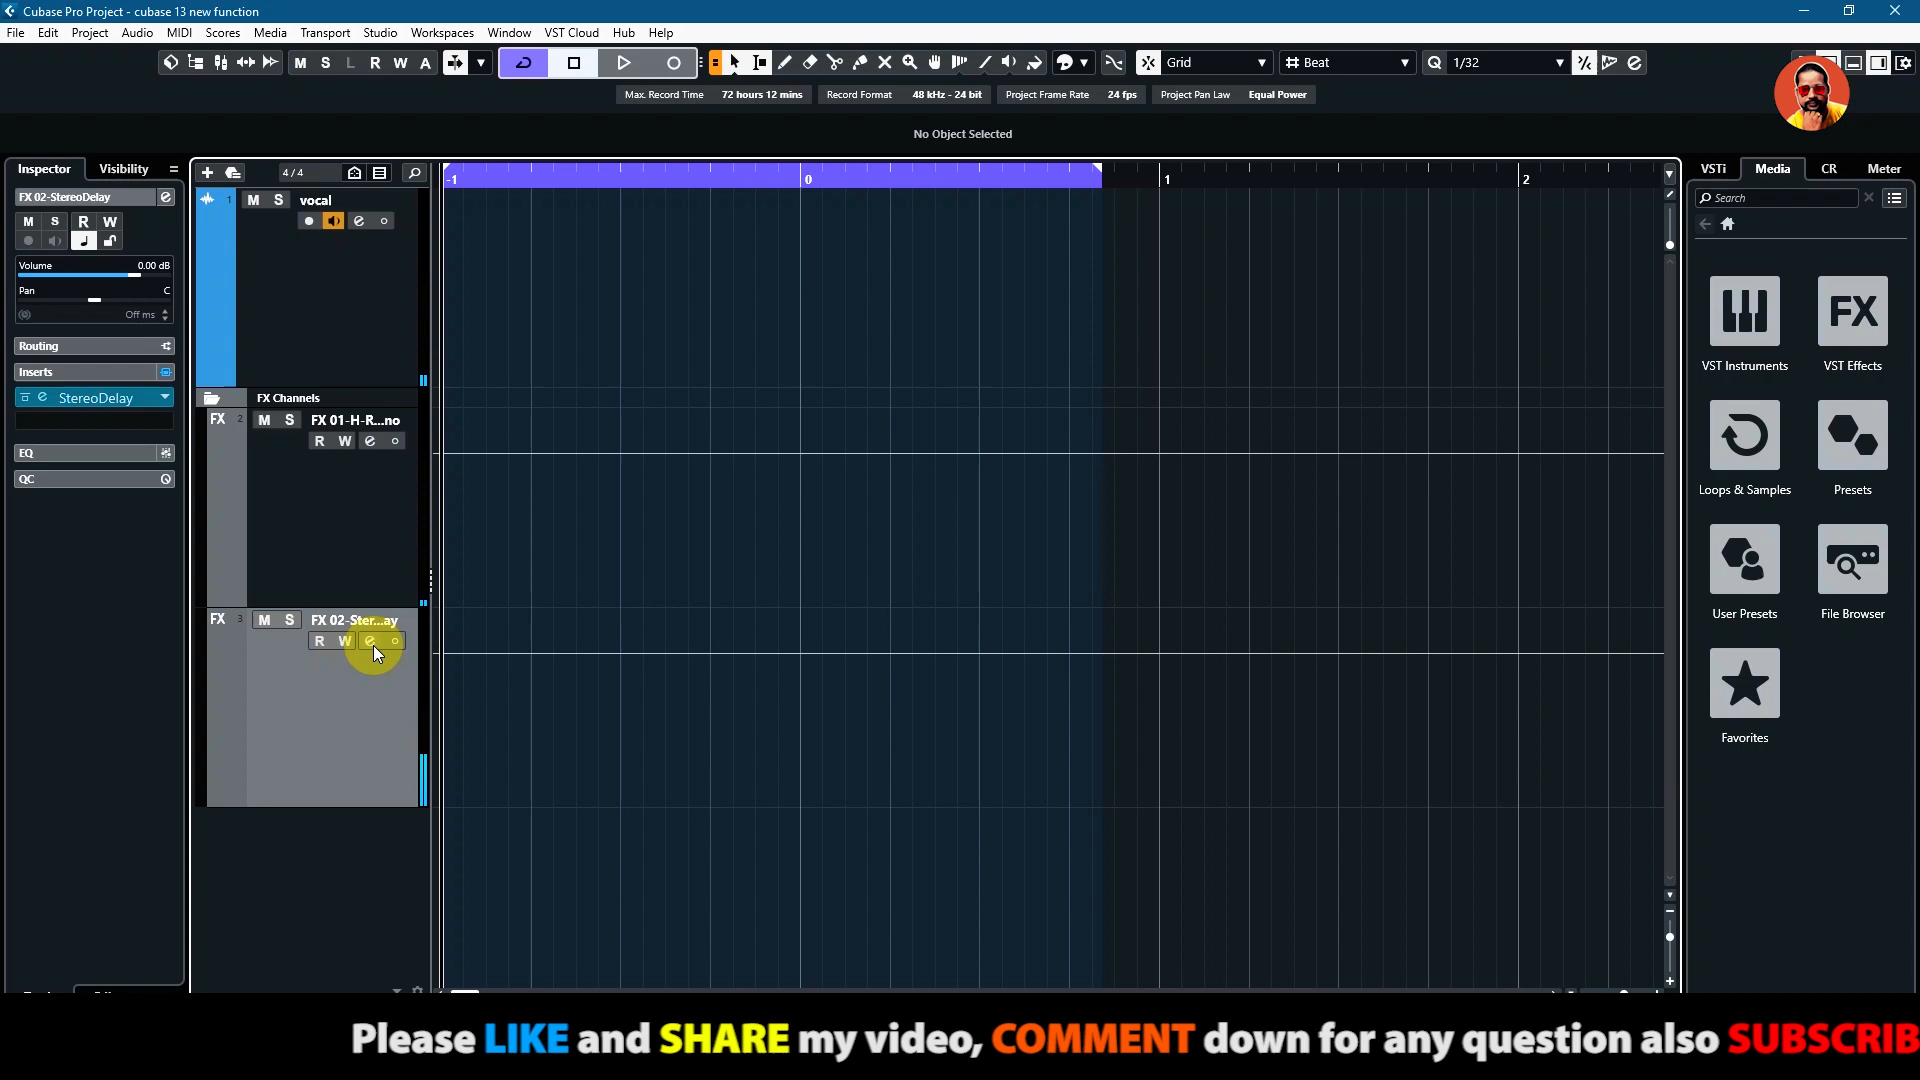 Cubase Pro Project - cubase 13 new function
File Edit Project Audio MIDI Scores Media Transport Studio Workspaces Window VST Cloud Hub Help
M S L R W A Grid Beat Q 1/32
Max. Record Time 72 hours 12 mins Record Format 48 kHz - 24 bit Project Frame Rate 24 fps Project Pan Law Equal Power
No Object Selected
Inspector Visibility 4/4 -1 0 1 2 VSTi Media CR Meter
FX 02-StereoDelay
M S R W
Volume 0.00 dB
Pan C
Off ms
Routing
Inserts
StereoDelay
EQ
QC
1 M S vocal
FX Channels
FX 2 M S FX 01-H-R...no
R W
FX 3 M S FX 02-Ster...ay
R W
Search
FX
VST Instruments VST Effects
Loops & Samples Presets
User Presets File Browser
Favorites
Please LIKE and SHARE my video, COMMENT down for any question also SUBSCRIB